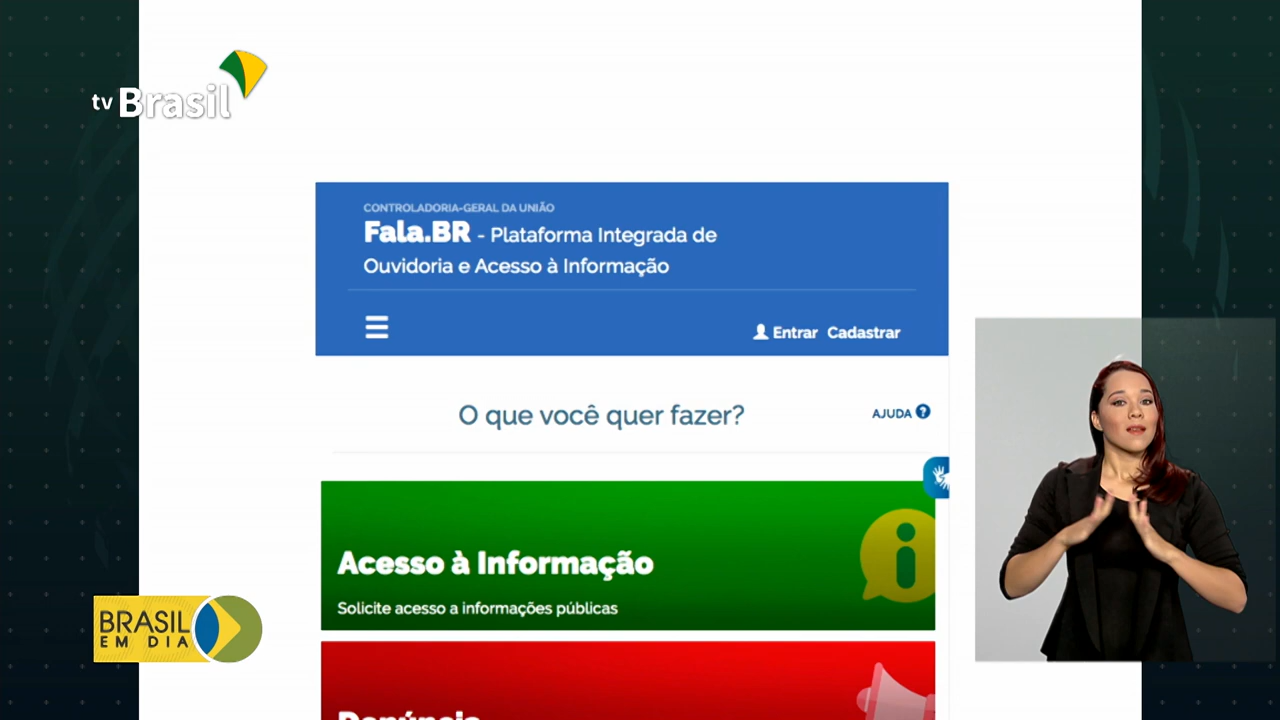 tv Brasil
CONTROLADORIA-GERAL DA UNIÃO
Fala.BR - Plataforma Integrada de
Ouvidoria e Acesso à Informação
Entrar Cadastrar
O que você quer fazer?
AJUDA ?
Acesso à Informação
Solicite acesso a informações públicas
Denúncia
BRASIL
EM DIA